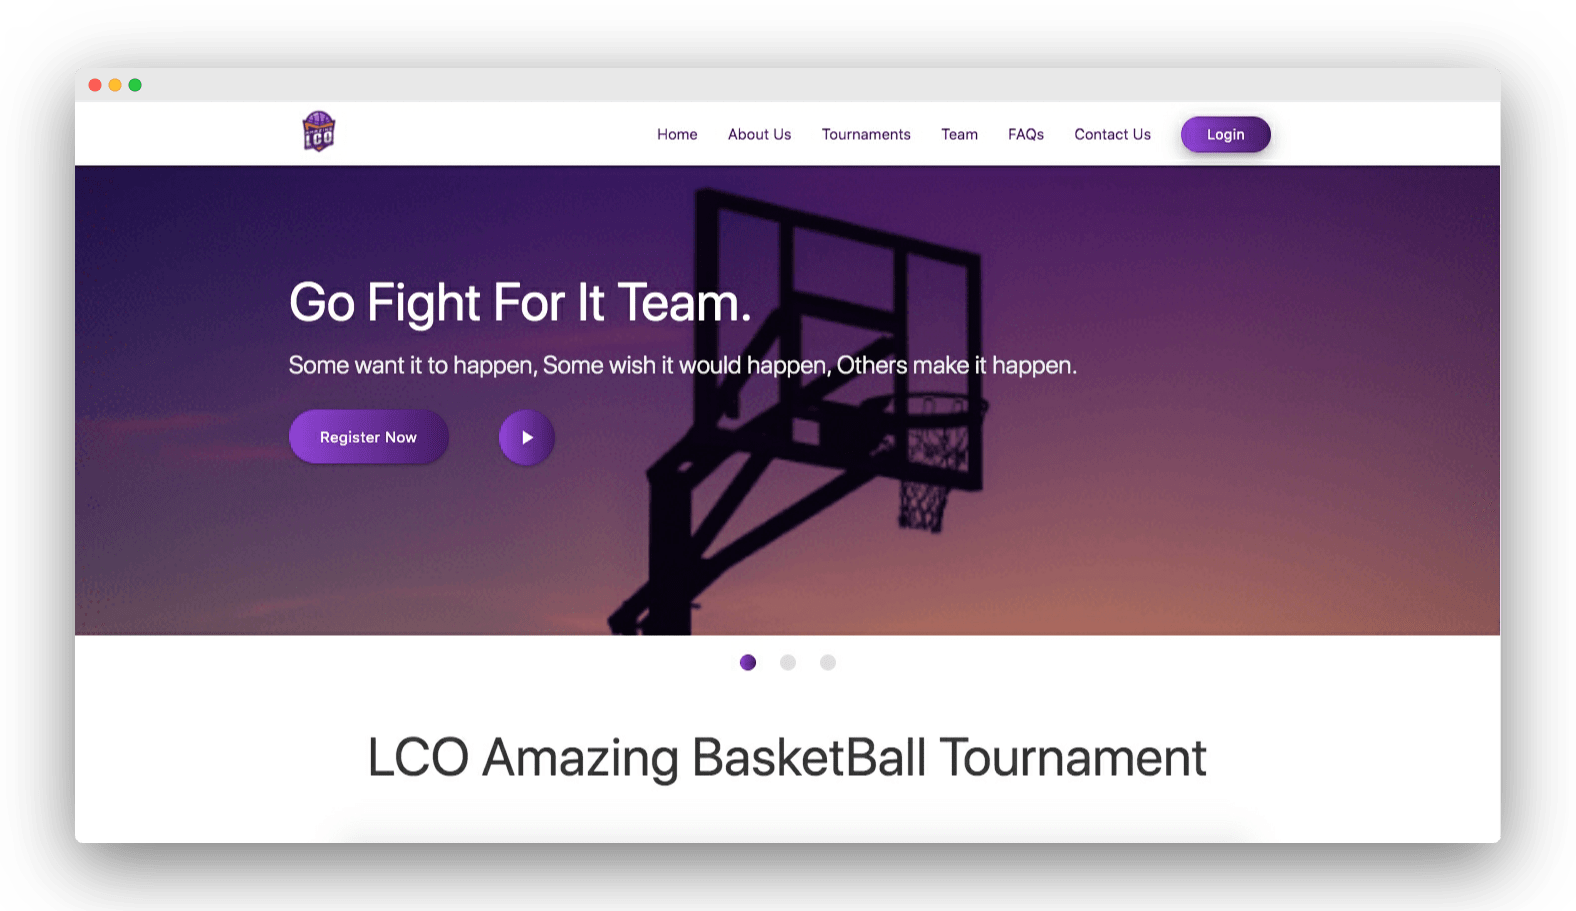 AMAZING
LCO
Home About Us Tournaments Team FAQs Contact Us Login
Go Fight For It Team.
Some want it to happen, Some wish it would happen, Others make it happen.
Register Now
LCO Amazing BasketBall Tournament